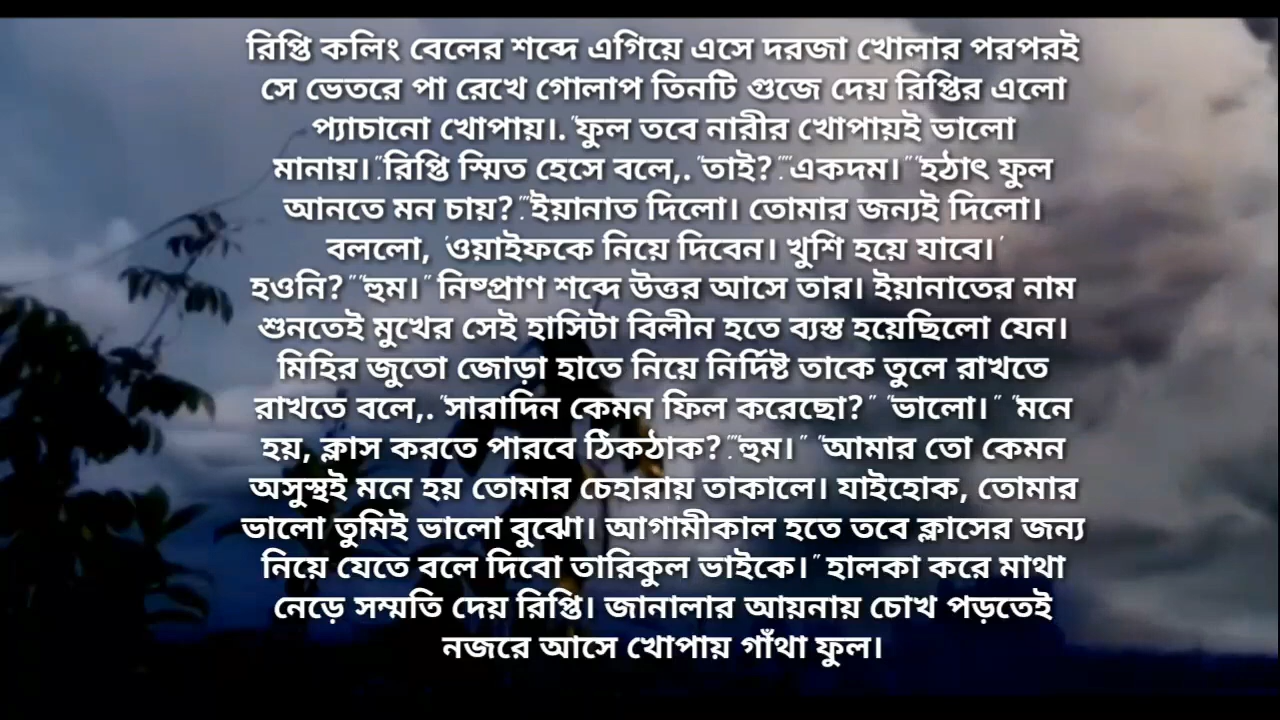 রিপ্তি কলিং বেলের শব্দে এগিয়ে এসে দরজা খোলার পরপরই
সে ভেতরে পা রেখে গোলাপ তিনটি গুজে দেয় রিপ্তির এলো
প্যাচানো খোপায়।. "ফুল তবে নারীর খোপায়ই ভালো
মানায়।".রিপ্তি স্মিত হেসে বলে,. "তাই?"."একদম।" "হঠাৎ ফুল
আনতে মন চায়?"."ইয়ানাত দিলো। তোমার জন্যই দিলো।
বললো, 'ওয়াইফকে নিয়ে দিবেন। খুশি হয়ে যাবে।'
হওনি?" "হুম।" নিষ্প্রাণ শব্দে উত্তর আসে তার। ইয়ানাতের নাম
শুনতেই মুখের সেই হাসিটা বিলীন হতে ব্যস্ত হয়েছিলো যেন।
মিহির জুতো জোড়া হাতে নিয়ে নির্দিষ্ট তাকে তুলে রাখতে
রাখতে বলে,. "সারাদিন কেমন ফিল করেছো?" "ভালো।" "মনে
হয়, ক্লাস করতে পারবে ঠিকঠাক?"."হুম।" "আমার তো কেমন
অসুস্থই মনে হয় তোমার চেহারায় তাকালে। যাইহোক, তোমার
ভালো তুমিই ভালো বুঝো। আগামীকাল হতে তবে ক্লাসের জন্য
নিয়ে যেতে বলে দিবো তারিকুল ভাইকে।" হালকা করে মাথা
নেড়ে সম্মতি দেয় রিপ্তি। জানালার আয়নায় চোখ পড়তেই
নজরে আসে খোপায় গাঁথা ফুল।